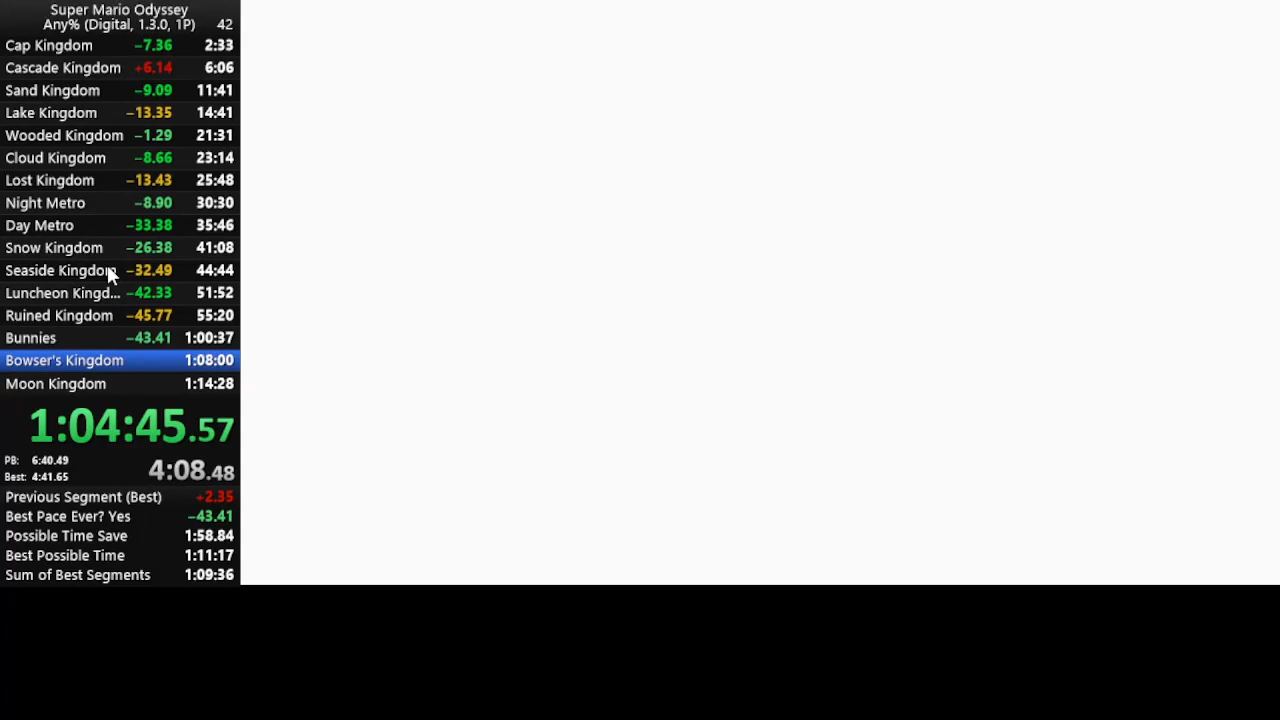 Super Mario Odyssey
Any% (Digital, 1.3.0, 1P) 42
Cap Kingdom −7.36 2:33
Cascade Kingdom +6.14 6:06
Sand Kingdom −9.09 11:41
Lake Kingdom −13.35 14:41
Wooded Kingdom −1.29 21:31
Cloud Kingdom −8.66 23:14
Lost Kingdom −13.43 25:48
Night Metro −8.90 30:30
Day Metro −33.38 35:46
Snow Kingdom −26.38 41:08
Seaside Kingdom −32.49 44:44
Luncheon Kingd... −42.33 51:52
Ruined Kingdom −45.77 55:20
Bunnies −43.41 1:00:37
Bowser's Kingdom 1:08:00
Moon Kingdom 1:14:28
1:04:45.57
PB: 6:40.49
Best: 4:41.65 4:08.48
Previous Segment (Best) +2.35
Best Pace Ever? Yes −43.41
Possible Time Save 1:58.84
Best Possible Time 1:11:17
Sum of Best Segments 1:09:36